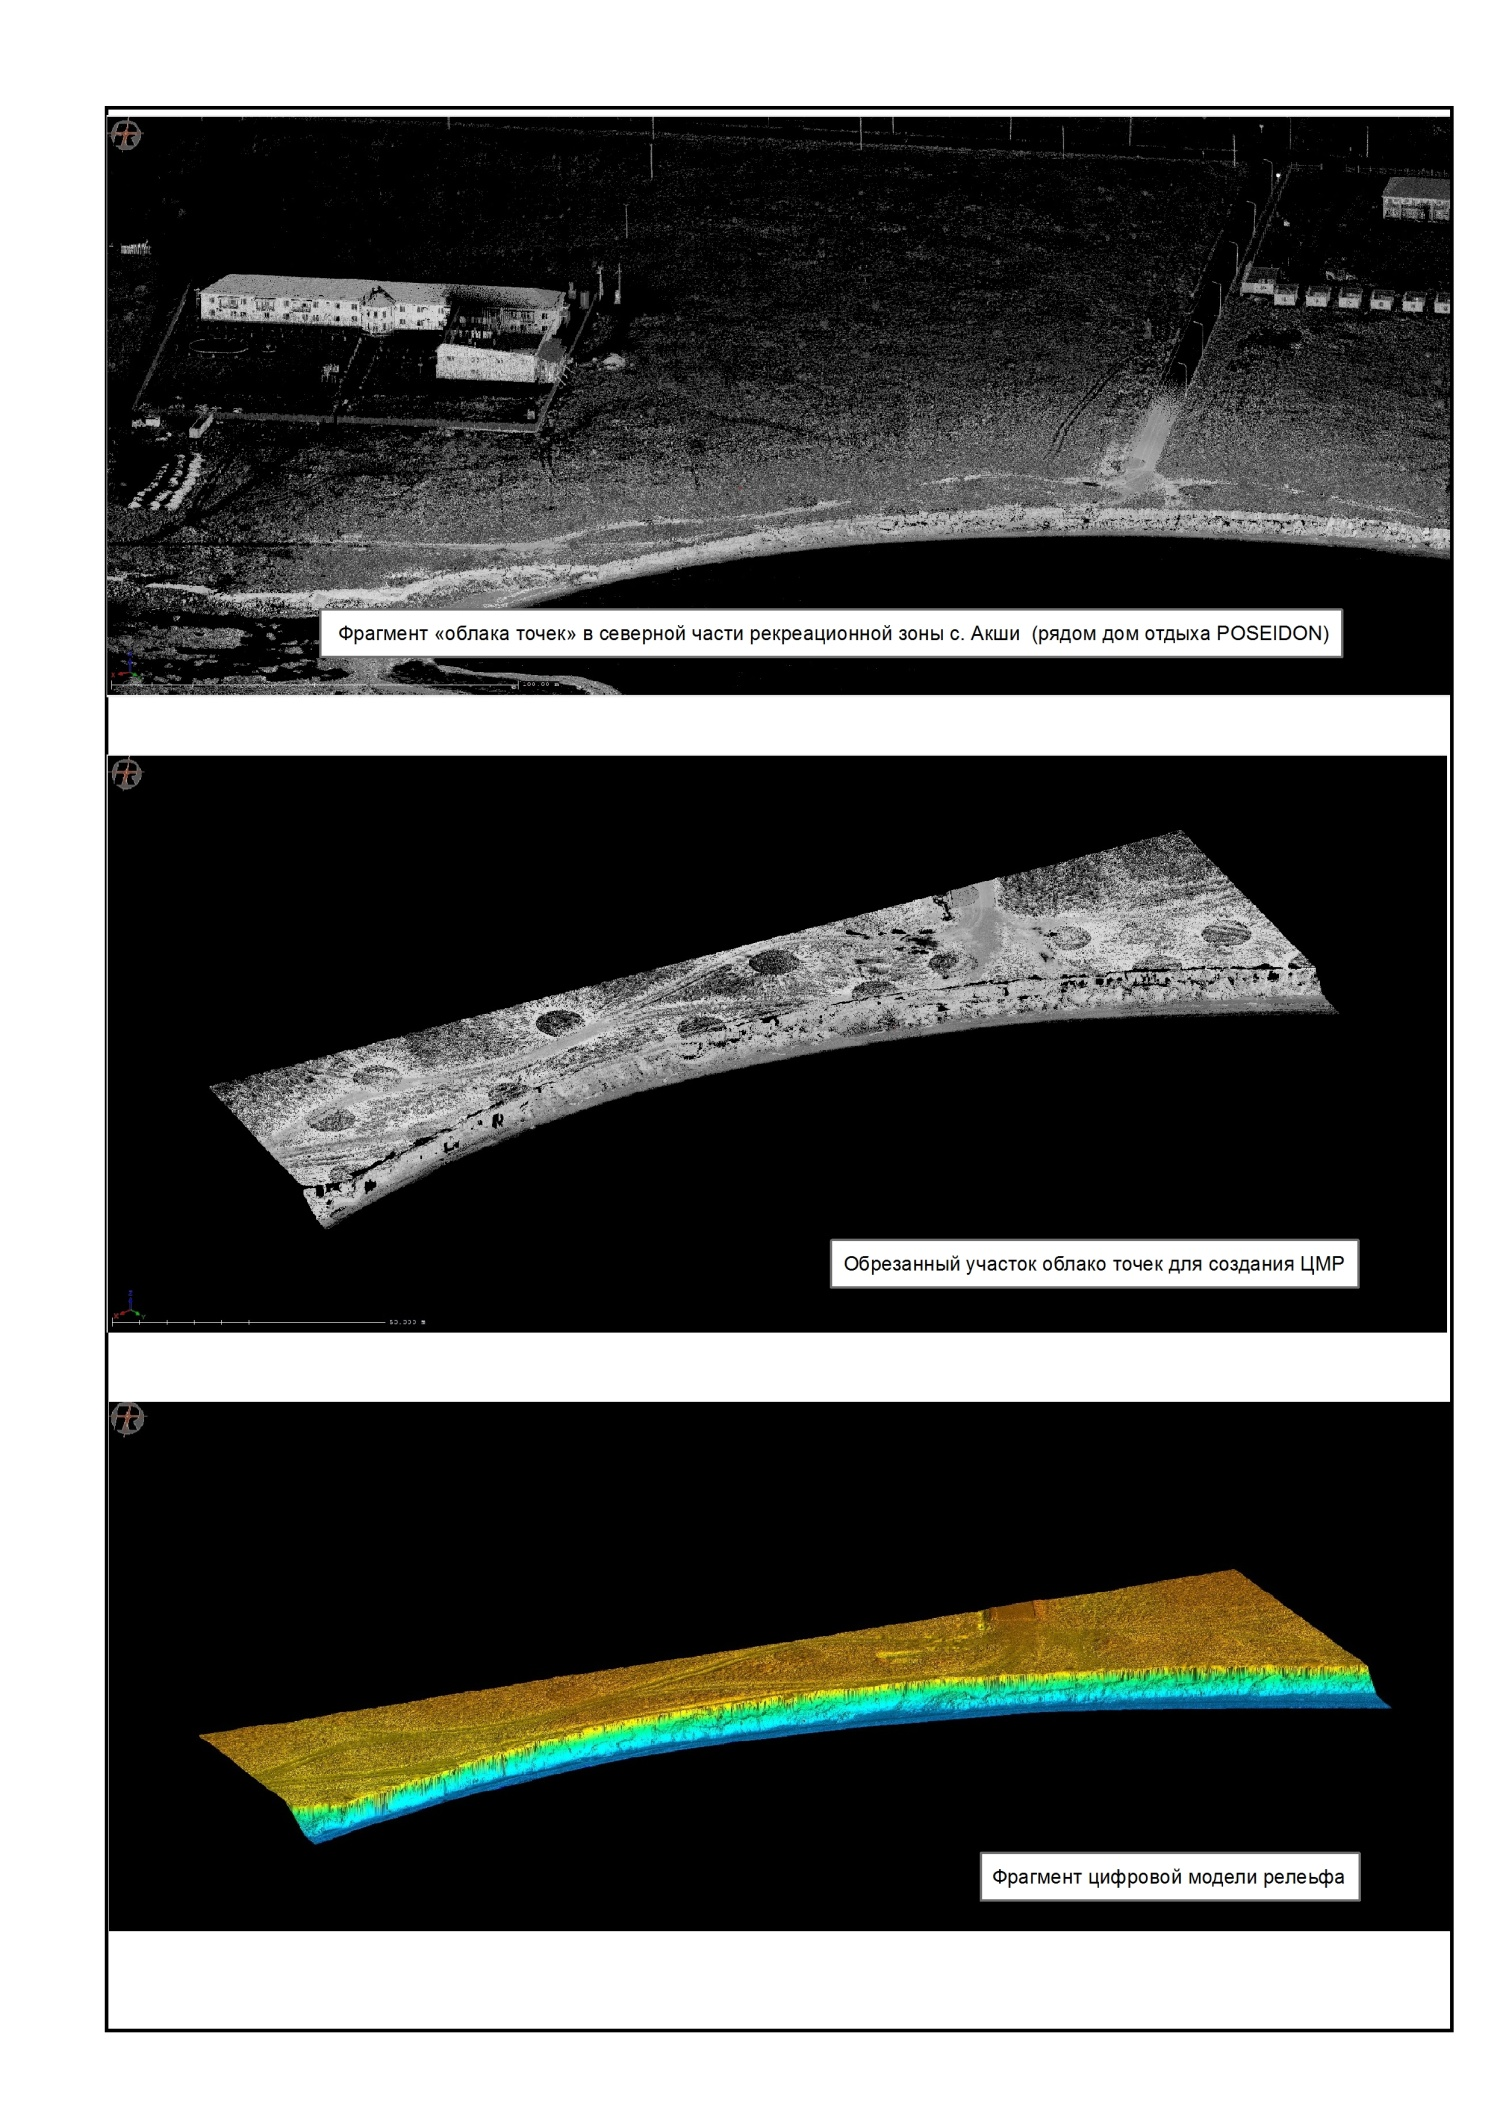 Фрагмент «облака точек» в северной части рекреационной зоны с. Акши (рядом дом отдыха POSEIDON)
Обрезанный участок облако точек для создания ЦМР
Фрагмент цифровой модели релеьфа